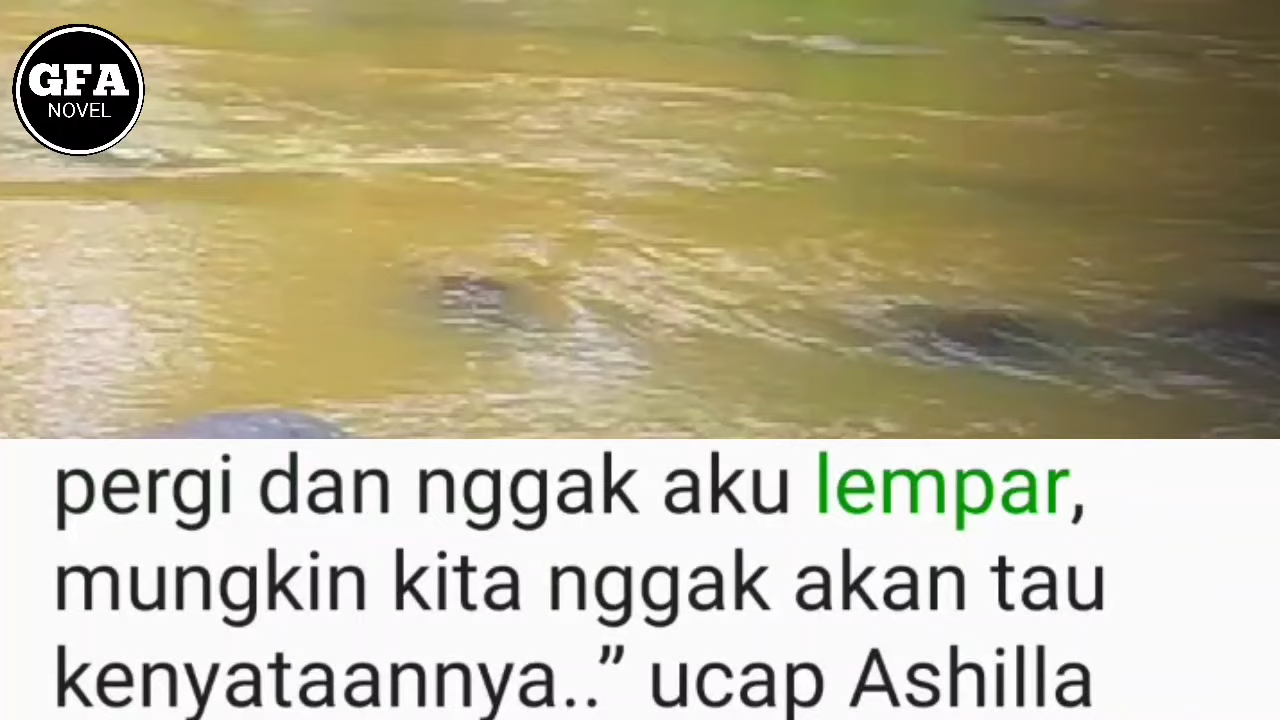 GFA
NOVEL
pergi dan nggak aku lempar,
mungkin kita nggak akan tau
kenyataannya..” ucap Ashilla